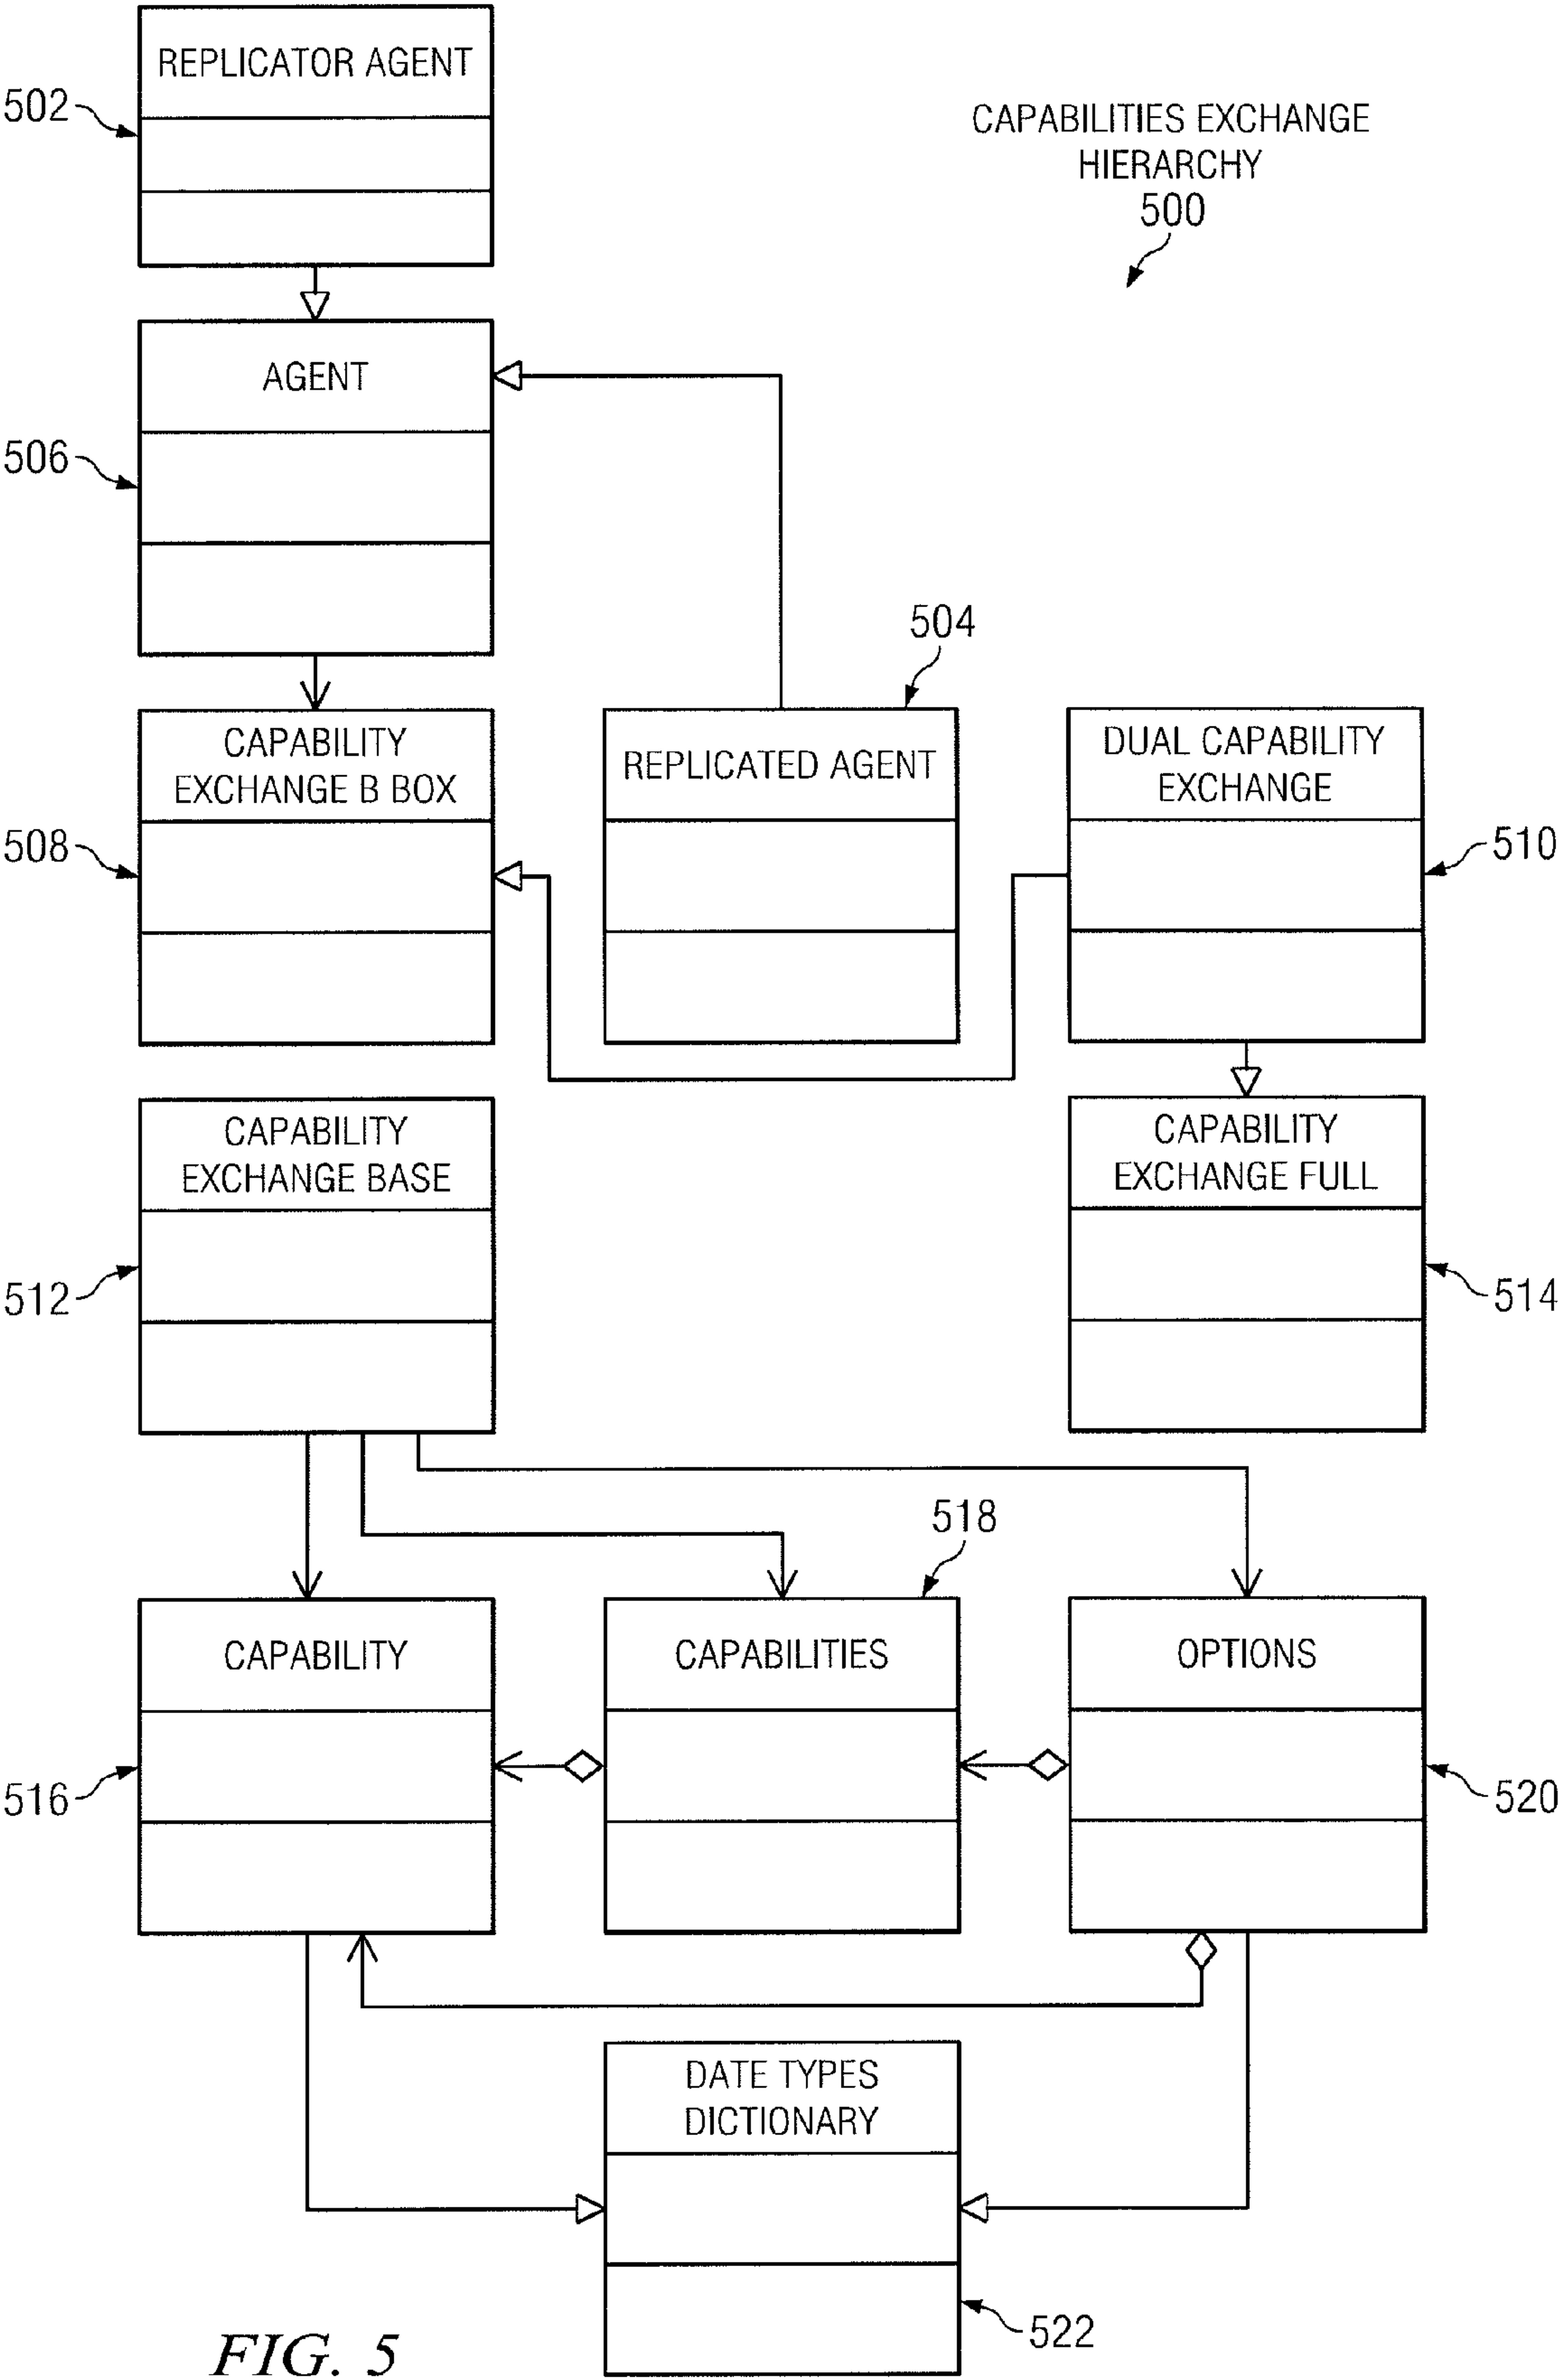 REPLICATOR AGENT
502
CAPABILITIES EXCHANGE
HIERARCHY
500
AGENT
506
504
CAPABILITY
EXCHANGE B BOX
508
REPLICATED AGENT
DUAL CAPABILITY
EXCHANGE
510
CAPABILITY
EXCHANGE BASE
512
CAPABILITY
EXCHANGE FULL
514
518
CAPABILITY
516
CAPABILITIES
OPTIONS
520
DATE TYPES
DICTIONARY
522
FIG. 5